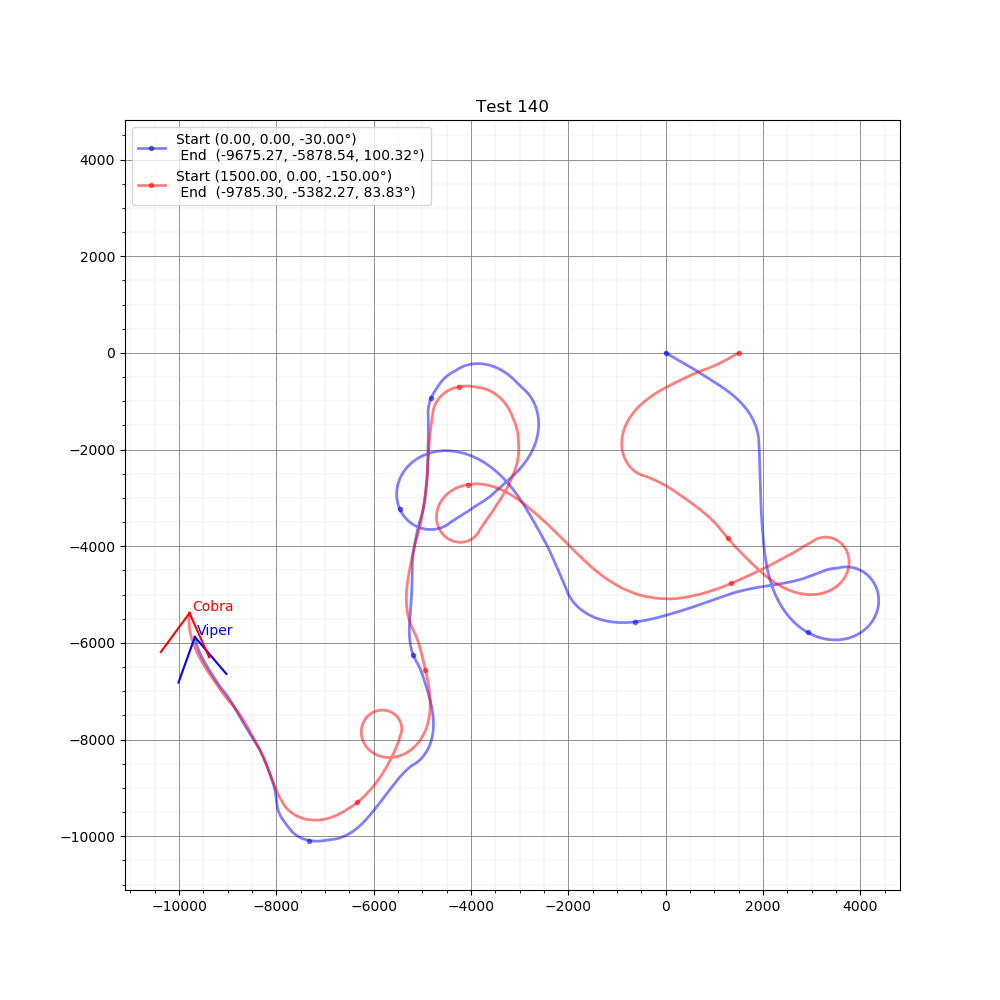 Test 140
Start (0.00, 0.00, -30.00°)
End (-9675.27, -5878.54, 100.32°)
Start (1500.00, 0.00, -150.00°)
End (-9785.30, -5382.27, 83.83°)
4000
2000
0
−2000
−4000
−6000
−8000
−10000
Cobra
Viper
−10000 −8000 −6000 −4000 −2000 0 2000 4000